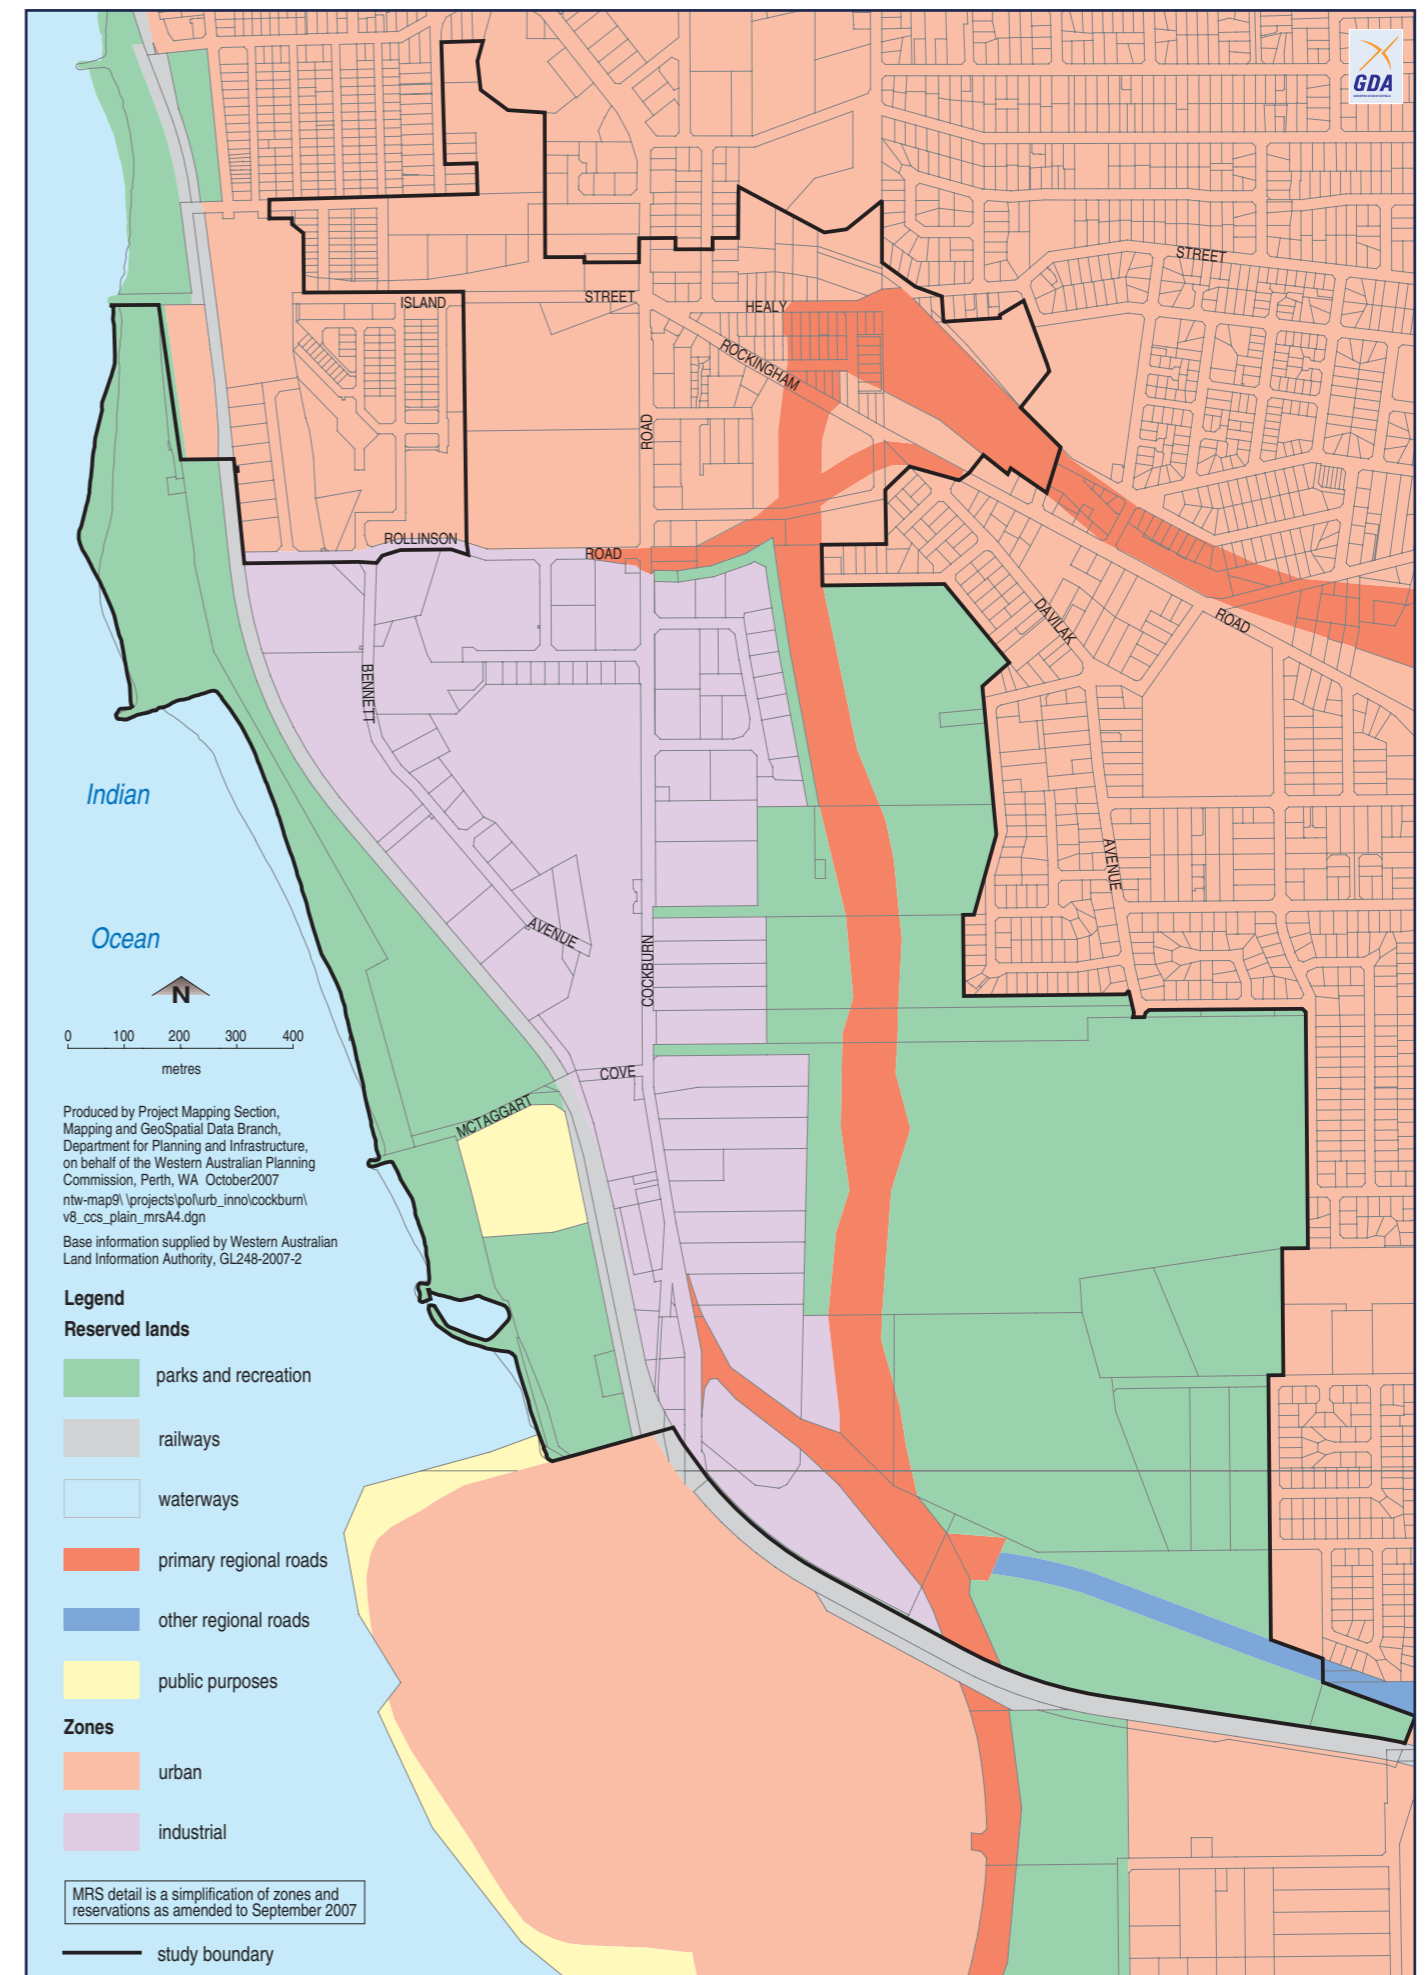 GDA
STREET
ISLAND
STREET
HEALY
ROCKINGHAM
ROAD
ROLLINSON
ROAD
DAVILAK
ROAD
BENNETT
Indian
AVENUE
AVENUE
Ocean
COCKBURN
N
0 100 200 300 400
metres
COVE
MCTAGGART
Produced by Project Mapping Section,
Mapping and GeoSpatial Data Branch,
Department for Planning and Infrastructure,
on behalf of the Western Australian Planning
Commission, Perth, WA October2007
ntw-map9\ \projects\pol\urb_inno\cockburn\
v8_ccs_plain_mrsA4.dgn
Base information supplied by Western Australian
Land Information Authority, GL248-2007-2
Legend
Reserved lands
parks and recreation
railways
waterways
primary regional roads
other regional roads
public purposes
Zones
urban
industrial
MRS detail is a simplification of zones and
reservations as amended to September 2007
study boundary